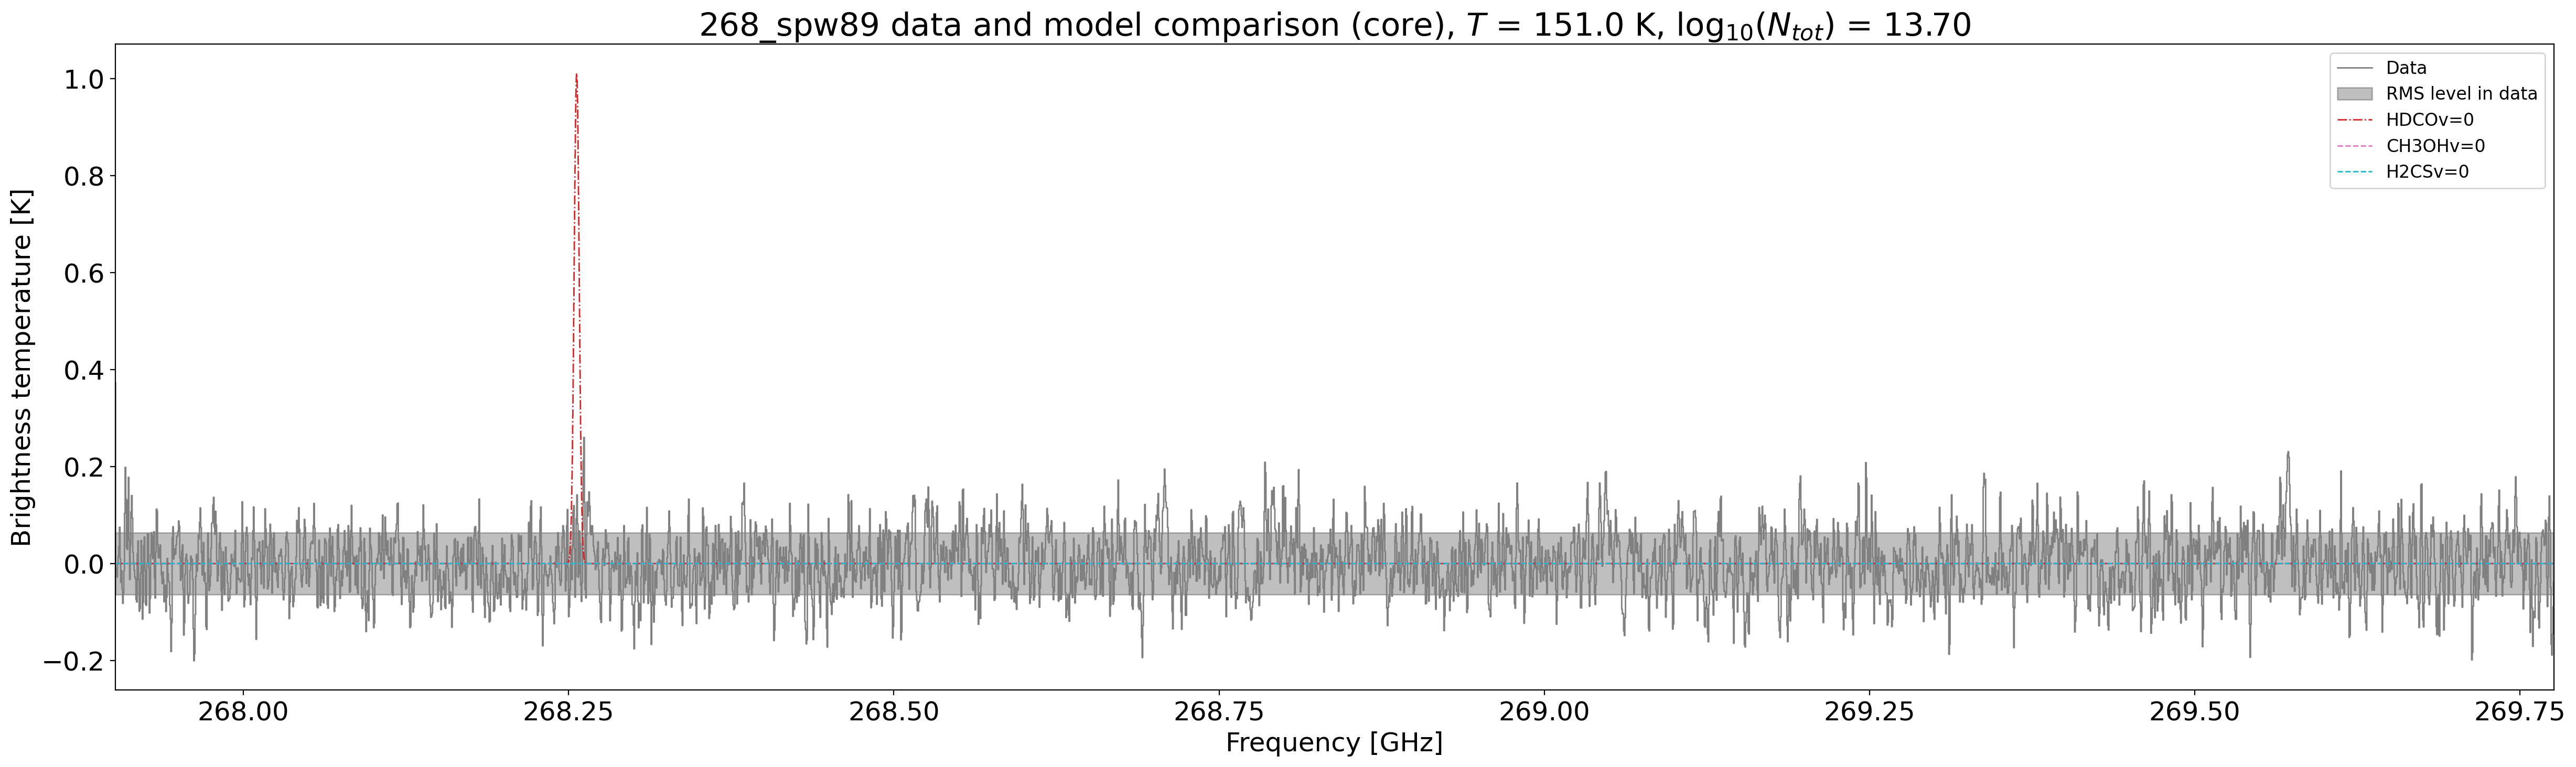 268_spw89 data and model comparison (core), T = 151.0 K, log₁₀(Nₜₒₜ) = 13.70
Brightness temperature [K]
1.0
0.8
0.6
0.4
0.2
0.0
−0.2
Data
RMS level in data
HDCOv=0
CH3OHv=0
H2CSv=0
268.00 268.25 268.50 268.75 269.00 269.25 269.50 269.75
Frequency [GHz]